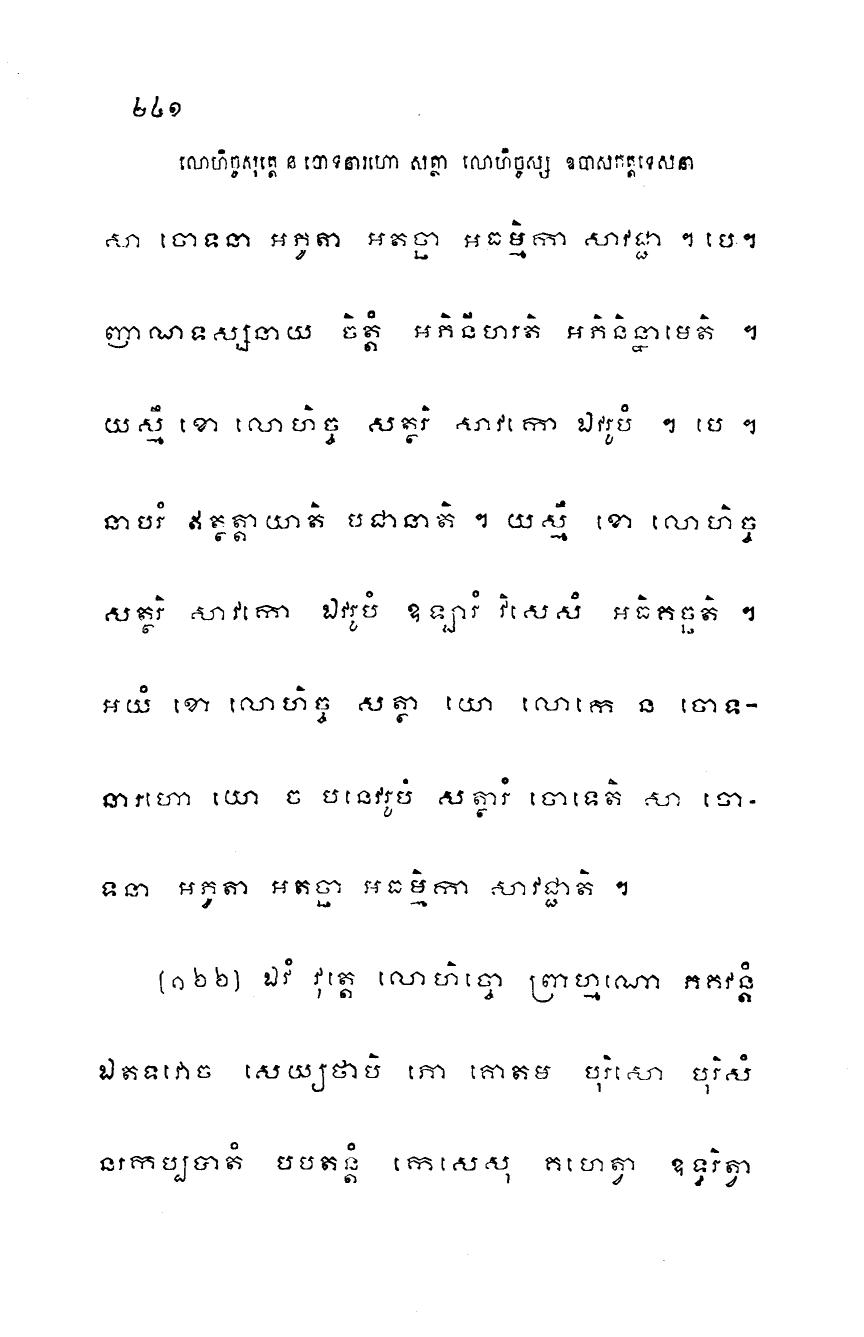 ២៤១
លោហិច្ចសុត្តេ ន ចោទនារហោ សត្ថា លោហិច្ចស្ស ឧបាសកត្តទេសនា
សា ចោទនា អភូតា អតច្ឆា អធម្មិកា សាវជ្ជា ។ បេ ។
ញាណទស្សនាយ ចិត្តំ អភិនីហរតិ អភិនិន្នាមេតិ ។
យស្មឹ ខោ លោហិច្ច សត្ថរិ សាវកោ ឯវរូបំ ។ បេ ។
នាបរំ ឥត្ថត្តាយាតិ បជានាតិ ។ យស្មឹ ខោ លោហិច្ច
សត្ថរិ សាវកោ ឯវរូបំ ឧឡារំ វិសេសំ អធិគច្ឆតិ ។
អយំ ខោ លោហិច្ច សត្ថា យោ លោកេ ន ចោទ-
នារហោ យោ ច បនេវរូបំ សត្ថារំ ចោទេតិ សា ចោ-
ទនា អភូតា អតច្ឆា អធម្មិកា សាវជ្ជាតិ ។
(១២២) ឯវំ វុត្តេ លោហិច្ចោ ព្រាហ្មណោ ភគវន្តំ
ឯតទវោច សេយ្យថាបិ ភោ គោតម បុរិសោ បុរិសំ
នរកប្បបាតំ បបតន្តំ កេសេសុ គហេត្វា ឧទ្ធរិត្វា